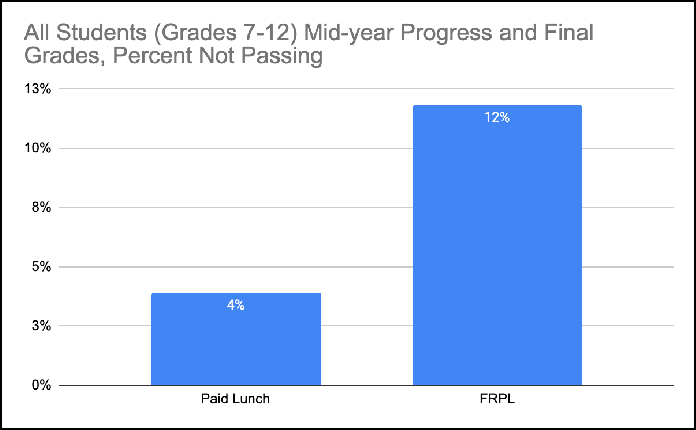 All Students (Grades 7-12) Mid-year Progress and Final
Grades, Percent Not Passing
13%
10%
8%
5%
3%
0%
4%
12%
Paid Lunch
FRPL